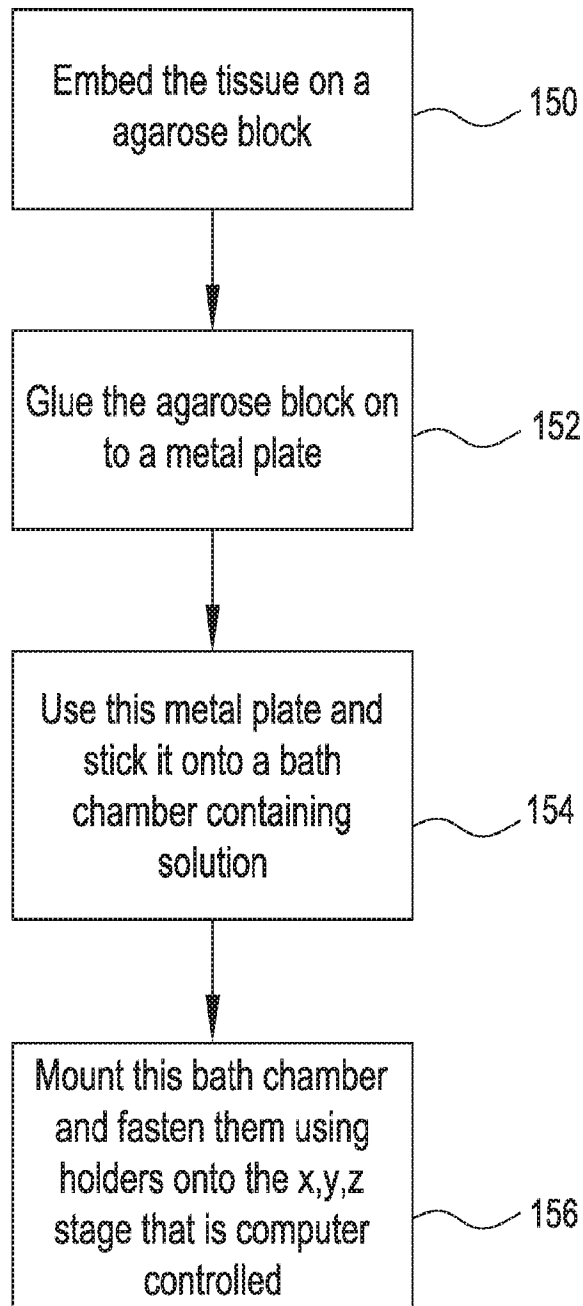 Embed the tissue on a
agarose block
150
Glue the agarose block on
to a metal plate
152
Use this metal plate and
stick it onto a bath
chamber containing
solution
154
Mount this bath chamber
and fasten them using
holders onto the x,y,z
stage that is computer
controlled
156